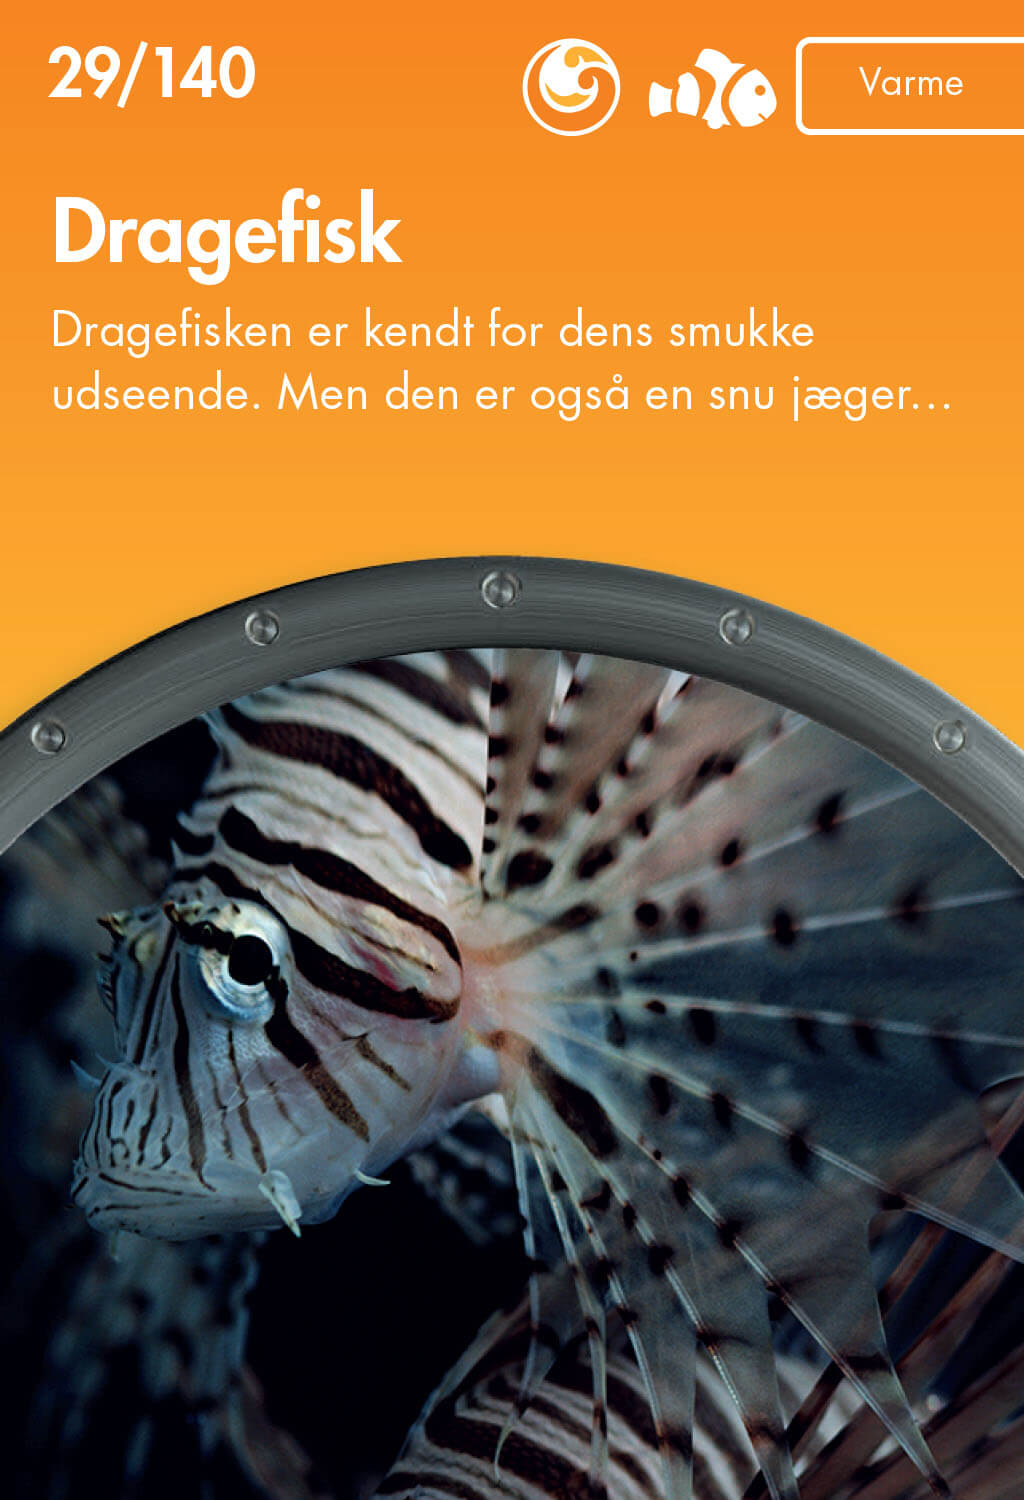 29/140
Varme
Dragefisk
Dragefisken er kendt for dens smukke
udseende. Men den er også en snu jæger...